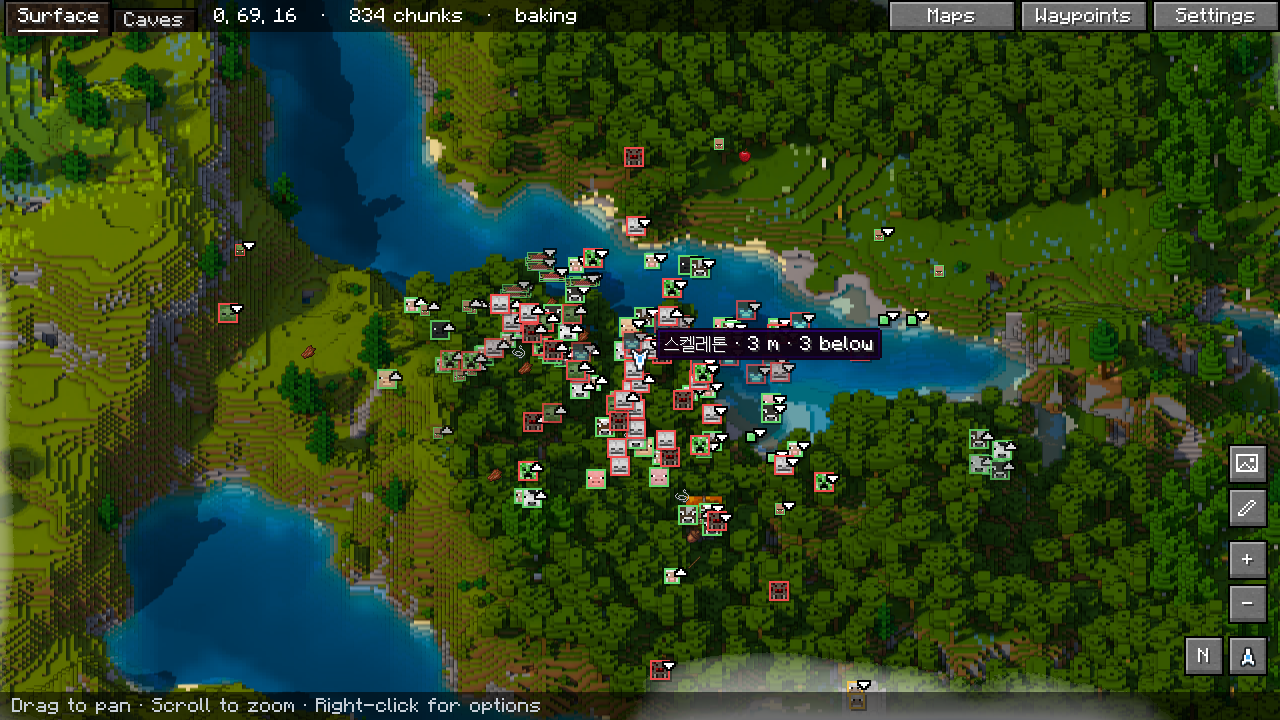 Surface Caves 0, 69, 16 · 834 chunks · baking Maps Waypoints Settings
스켈레톤 · 3 m · 3 below
N
Drag to pan · Scroll to zoom · Right-click for options